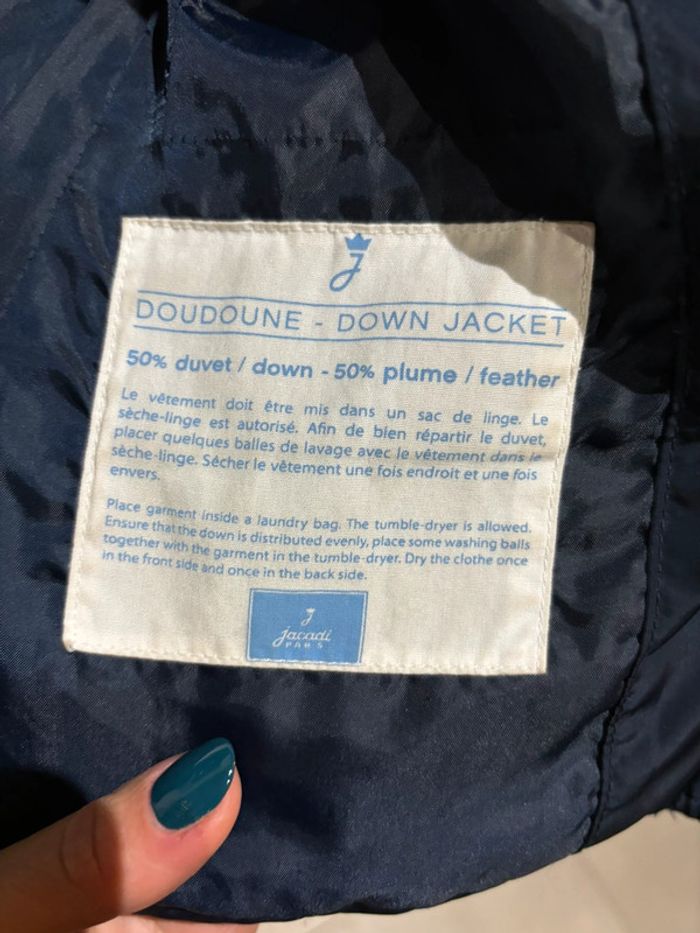 J
DOUDOUNE - DOWN JACKET
50% duvet / down - 50% plume / feather
Le vêtement doit être mis dans un sac de linge. Le
sèche-linge est autorisé. Afin de bien répartir le duvet,
placer quelques balles de lavage avec le vêtement dans le
sèche-linge. Sécher le vêtement une fois endroit et une fois
envers.
Place garment inside a laundry bag. The tumble-dryer is allowed.
Ensure that the down is distributed evenly, place some washing balls
together with the garment in the tumble-dryer. Dry the clothe once
in the front side and once in the back side.
J
Jacadi
PARIS